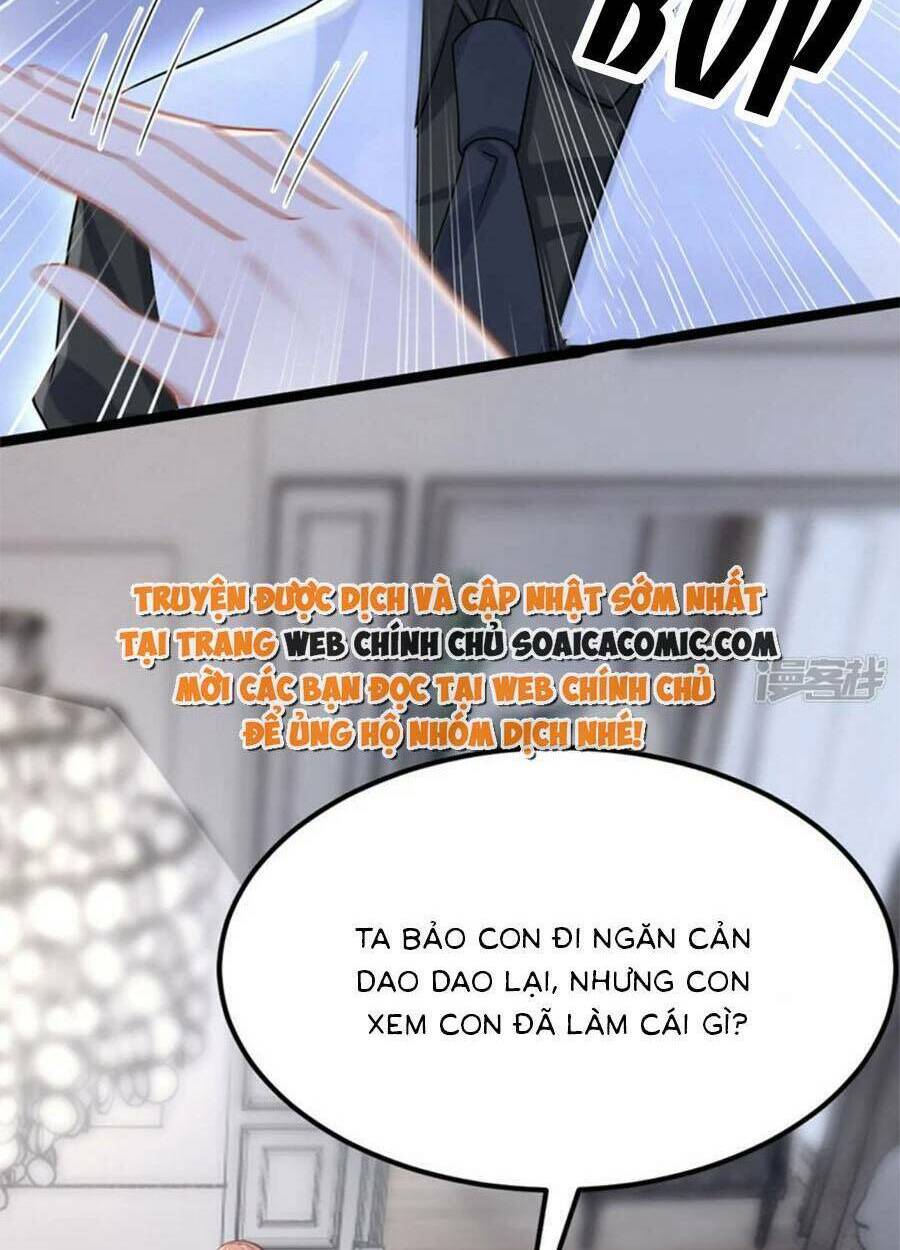 BỐP
TRUYỆN ĐƯỢC DỊCH VÀ CẬP NHẬT SỚM NHẤT
TẠI TRANG WEB CHÍNH CHỦ SOAICACOMIC.COM
MỜI CÁC BẠN ĐỌC TẠI WEB CHÍNH CHỦ
ĐỂ ỦNG HỘ NHÓM DỊCH NHÉ!
漫客栈
TA BẢO CON ĐI NGĂN CẢN
DAO DAO LẠI, NHƯNG CON
XEM CON ĐÃ LÀM CÁI GÌ?